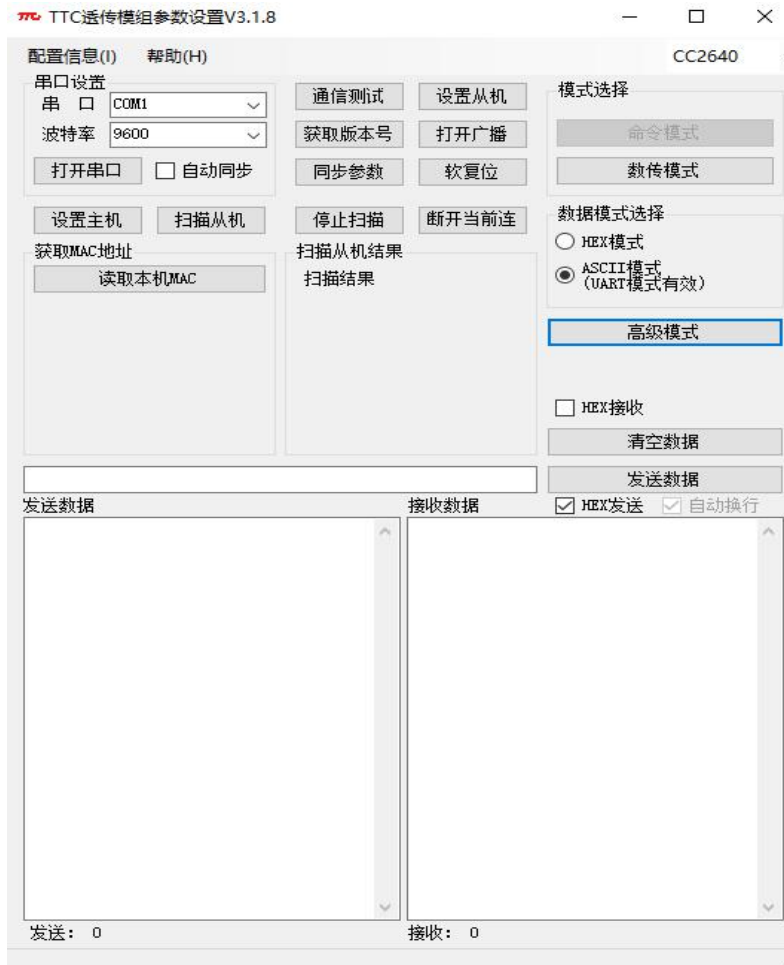 TTC透传模组参数设置V3.1.8
配置信息(I) 帮助(H) CC2640
串口设置
串 口 COM1
波特率 9600
打开串口 自动同步
通信测试 设置从机
获取版本号 打开广播
同步参数 软复位
模式选择
命令模式
数传模式
设置主机 扫描从机 停止扫描 断开当前连
数据模式选择
HEX模式
ASCII模式
(UART模式有效)
获取MAC地址
读取本机MAC
扫描从机结果
扫描结果
高级模式
HEX接收
清空数据
发送数据
发送数据 接收数据 HEX发送 自动换行
发送: 0 接收: 0